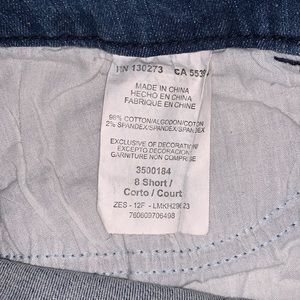 RN 130273 CA 5539
MADE IN CHINA
HECHO EN CHINA
FABRIQUE EN CHINE
98% COTTON/ALGODON/COTON
2% SPANDEX/SPANDEX/SPANDEX
EXCLUSIVE OF DECORATION
EXCEPTO DECORACION
GARNITURE NON COMPRISE
3500184
8 Short /
Corto / Court
ZES - 12F - LMKH29623
760609706498